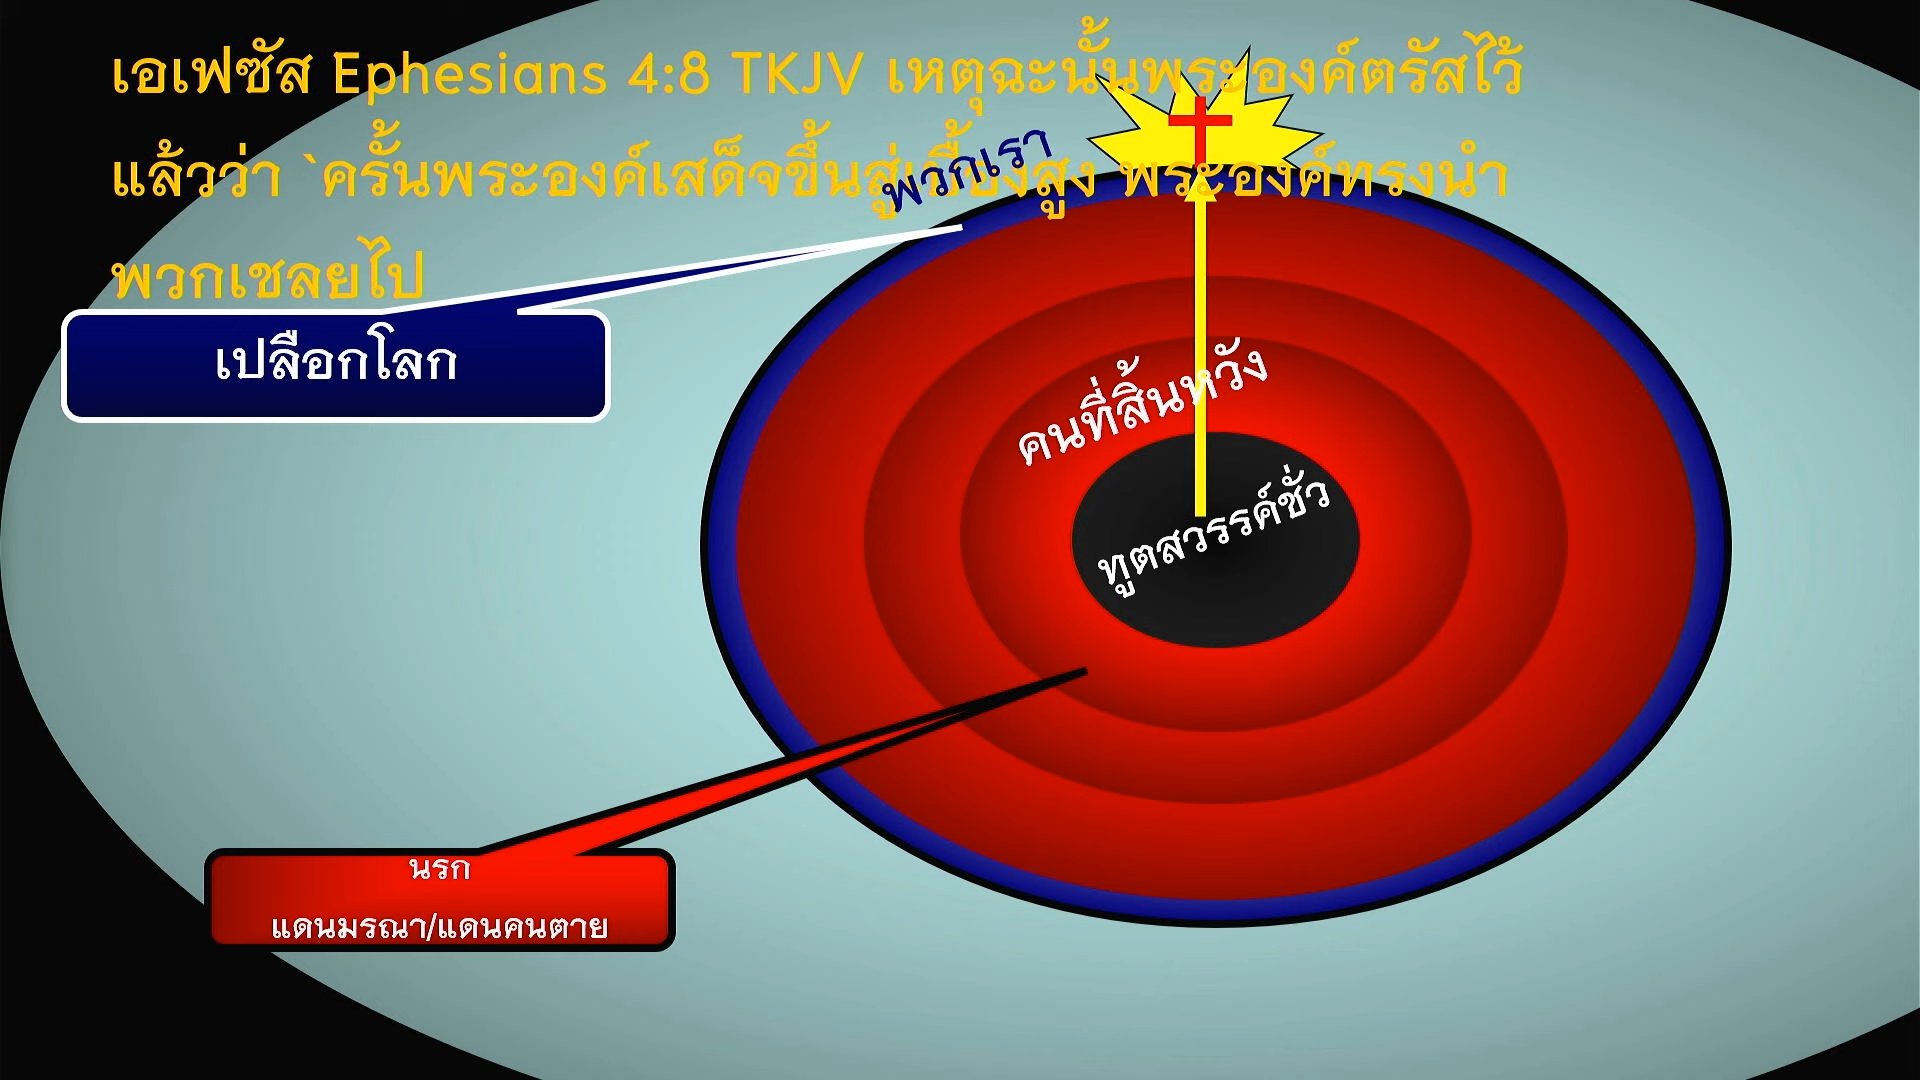 เอเฟซัส Ephesians 4:8 TKJV เหตุฉะนั้นพระองค์ตรัสไว้
แล้วว่า `ครั้นพระองค์เสด็จขึ้นสู่เบื้องสูง พระองค์ทรงนำ
พวกเชลยไป
พวกเรา
เปลือกโลก
คนที่สิ้นหวัง
ทูตสวรรค์ชั่ว
นรก
แดนมรณา/แดนคนตาย